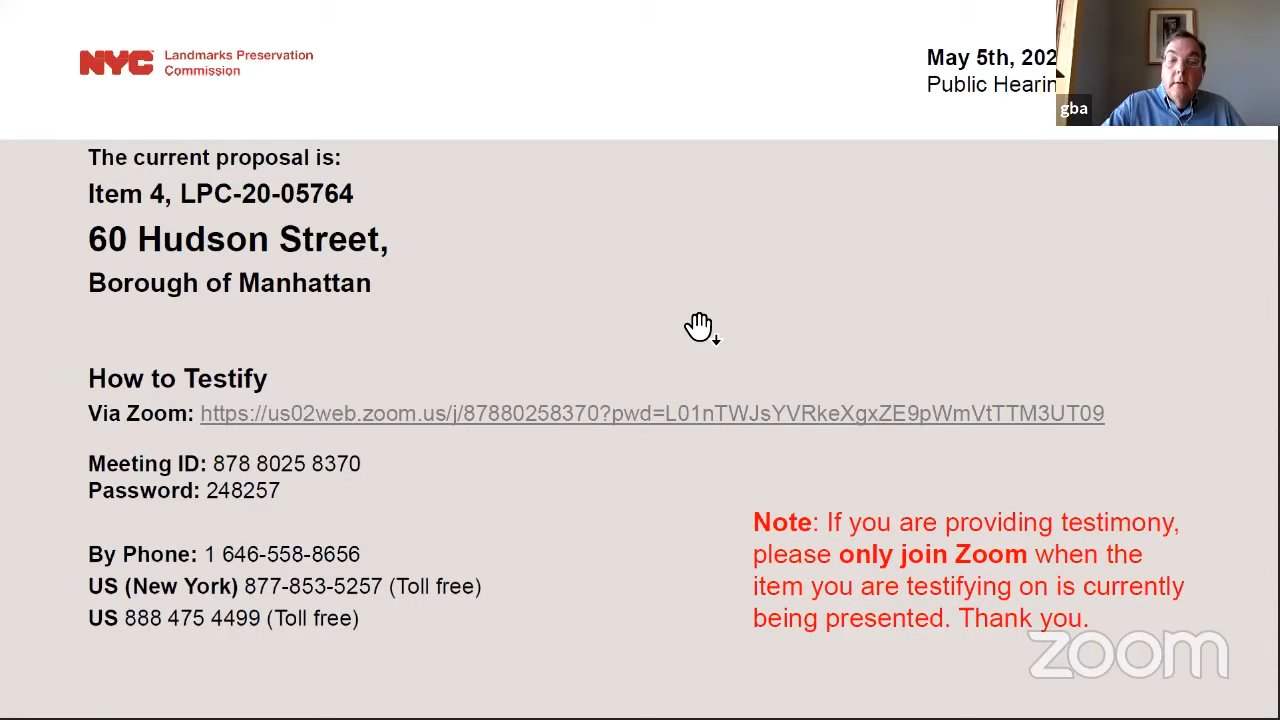 NYC Landmarks Preservation
Commission
May 5th, 202
Public Hearin
gba
The current proposal is:
Item 4, LPC-20-05764
60 Hudson Street,
Borough of Manhattan
How to Testify
Via Zoom: https://us02web.zoom.us/j/87880258370?pwd=L01nTWJsYVRkeXgxZE9pWmVtTTM3UT09
Meeting ID: 878 8025 8370
Password: 248257
By Phone: 1 646-558-8656
US (New York) 877-853-5257 (Toll free)
US 888 475 4499 (Toll free)
Note: If you are providing testimony,
please only join Zoom when the
item you are testifying on is currently
being presented. Thank you.
zoom